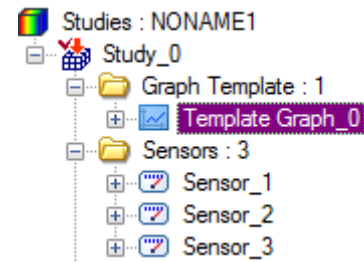 Studies : NONAME1
Study_0
Graph Template : 1
Template Graph_0
Sensors : 3
Sensor_1
Sensor_2
Sensor_3